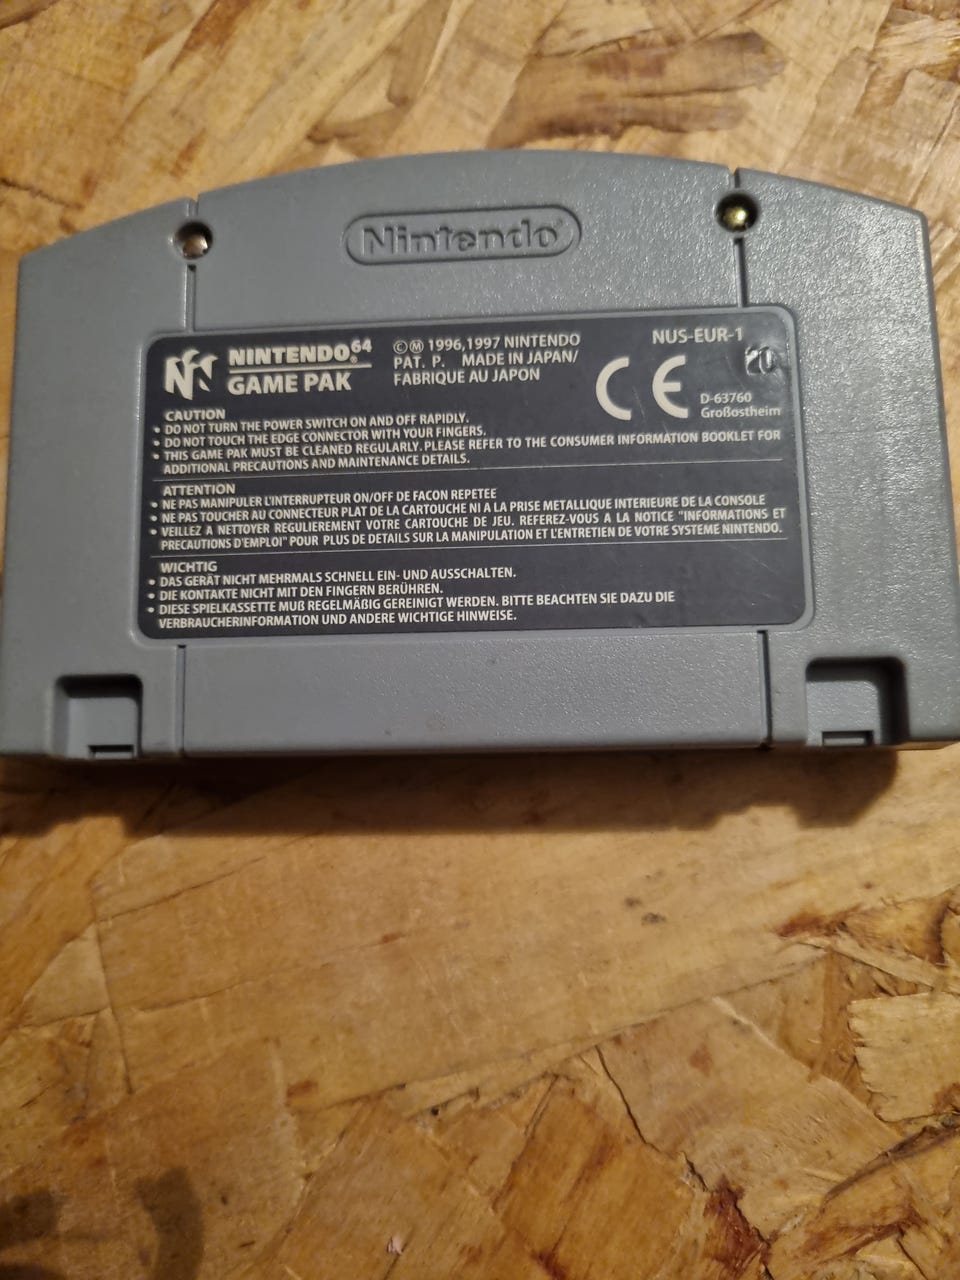 Nintendo®
NINTENDO®64
GAME PAK
©Ⓜ 1996,1997 NINTENDO
PAT. P. MADE IN JAPAN/
FABRIQUE AU JAPON
NUS-EUR-1
20
CE
D-63760
Großostheim
CAUTION
• DO NOT TURN THE POWER SWITCH ON AND OFF RAPIDLY.
• DO NOT TOUCH THE EDGE CONNECTOR WITH YOUR FINGERS.
• THIS GAME PAK MUST BE CLEANED REGULARLY. PLEASE REFER TO THE CONSUMER INFORMATION BOOKLET FOR
ADDITIONAL PRECAUTIONS AND MAINTENANCE DETAILS.
ATTENTION
• NE PAS MANIPULER L'INTERRUPTEUR ON/OFF DE FACON REPETEE
• NE PAS TOUCHER AU CONNECTEUR PLAT DE LA CARTOUCHE NI A LA PRISE METALLIQUE INTERIEURE DE LA CONSOLE
• VEILLEZ A NETTOYER REGULIEREMENT VOTRE CARTOUCHE DE JEU. REFEREZ-VOUS A LA NOTICE "INFORMATIONS ET
PRECAUTIONS D'EMPLOI" POUR PLUS DE DETAILS SUR LA MANIPULATION ET L'ENTRETIEN DE VOTRE SYSTEME NINTENDO.
WICHTIG
• DAS GERÄT NICHT MEHRMALS SCHNELL EIN- UND AUSSCHALTEN.
• DIE KONTAKTE NICHT MIT DEN FINGERN BERÜHREN.
• DIESE SPIELKASSETTE MUß REGELMÄßIG GEREINIGT WERDEN. BITTE BEACHTEN SIE DAZU DIE
VERBRAUCHERINFORMATION UND ANDERE WICHTIGE HINWEISE.